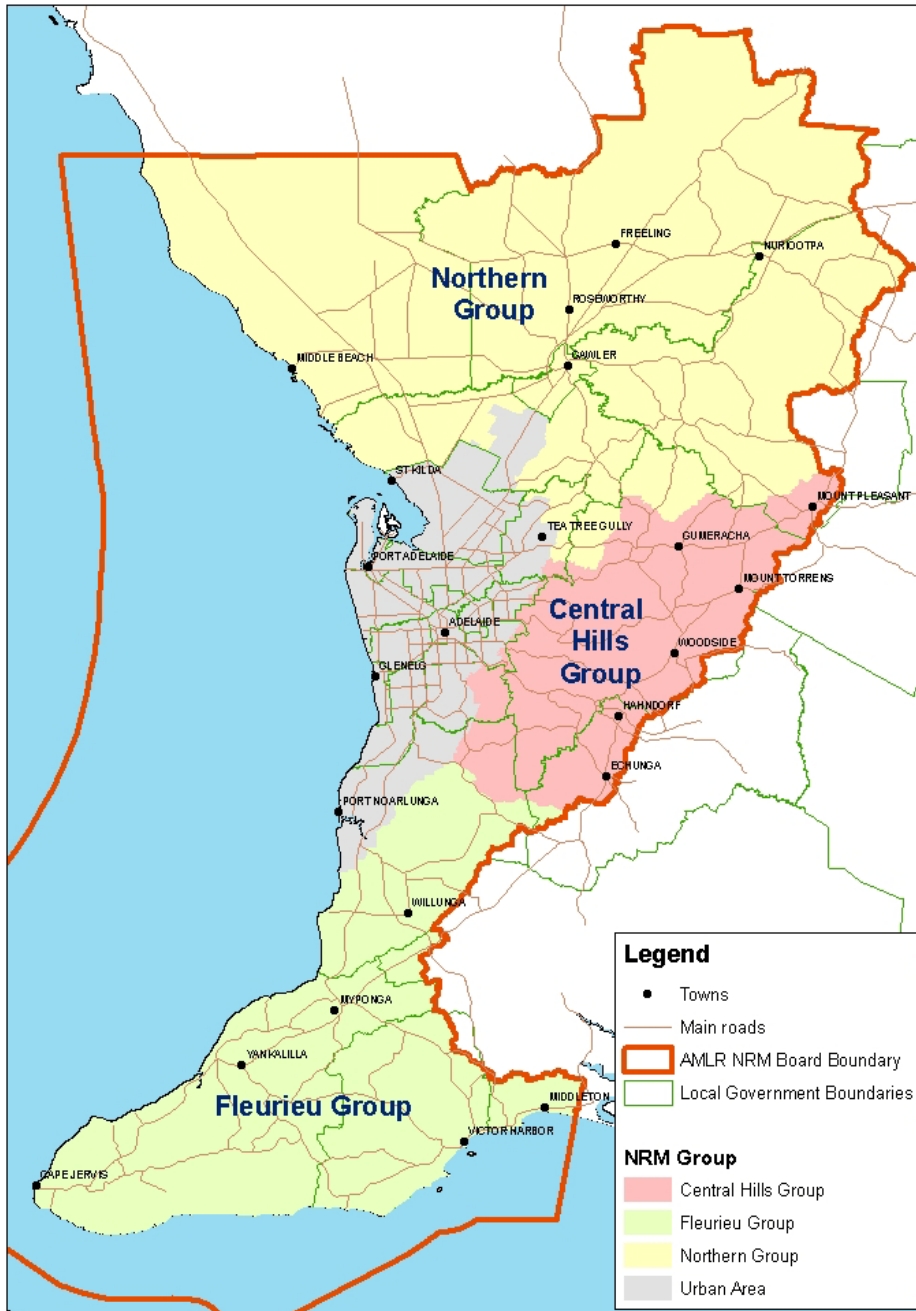 FREELING
NURIOOTPA
Northern
Group
ROSEWORTHY
GAWLER
MIDDLE BEACH
ST KILDA
MOUNT PLEASANT
TEA TREE GULLY
GUMERACHA
PORT ADELAIDE
MOUNT TORRENS
Central
Hills
Group
ADELAIDE
WOODSIDE
GLENELG
HAHNDORF
ECHUNGA
PORT NOARLUNGA
WILLUNGA
MYPONGA
YANKALILLA
Fleurieu Group
MIDDLETON
VICTOR HARBOR
CAPE JERVIS
Legend
Towns
Main roads
AMLR NRM Board Boundary
Local Government Boundaries
NRM Group
Central Hills Group
Fleurieu Group
Northern Group
Urban Area